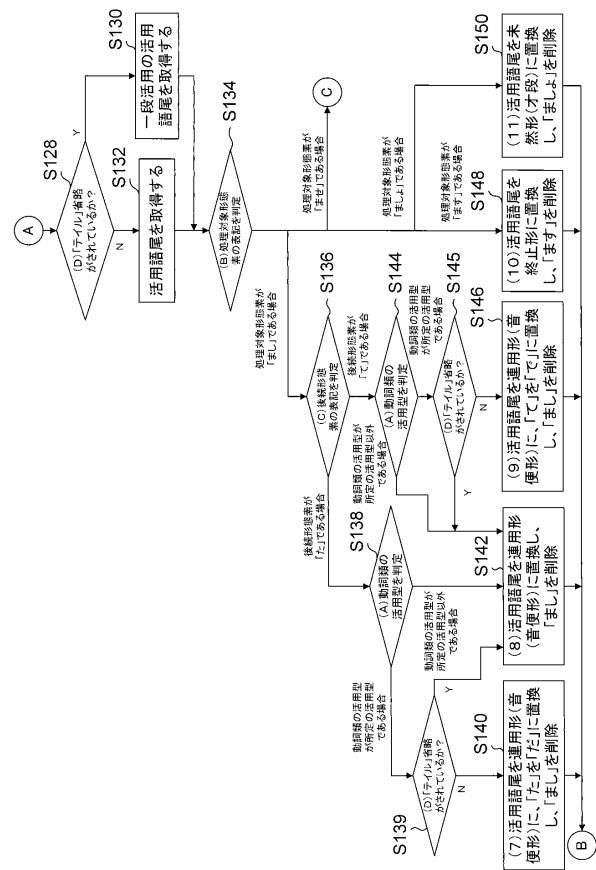 A
S128
(D)「テイル」省略
がされているか?
Y
N
S130
一段活用の活用
語尾を取得する
S132
活用語尾を取得する
S134
(B)処理対象形態
素の表記を判定
処理対象形態素が
「まし」である場合
処理対象形態素が
「ませ」である場合
C
処理対象形態素が
「ましょ」である場合
処理対象形態素が
「ます」である場合
S136
(C)後続形態
素の表記を判定
後続形態素が
「た」である場合
後続形態素が
「て」である場合
S138
(A)動詞類の
活用型を判定
動詞類の活用型
が所定の活用型
である場合
動詞類の活用型が
所定の活用型以外
である場合
S139
(D)「テイル」省略
がされているか?
Y
N
S144
(A)動詞類の
活用型を判定
動詞類の活用型が
所定の活用型以外
である場合
動詞類の活用型
が所定の活用型
である場合
S145
(D)「テイル」省略
がされているか?
Y
N
S140
(7)活用語尾を連用形(音
便形)に、「た」を「だ」に置換
し、「まし」を削除
S142
(8)活用語尾を連用形
(音便形)に置換し、
「まし」を削除
S146
(9)活用語尾を連用形(音
便形)に、「て」を「で」に置換
し、「まし」を削除
S148
(10)活用語尾を
終止形に置換
し、「ます」を削除
S150
(11)活用語尾を未
然形(オ段)に置換
し、「ましょ」を削除
B